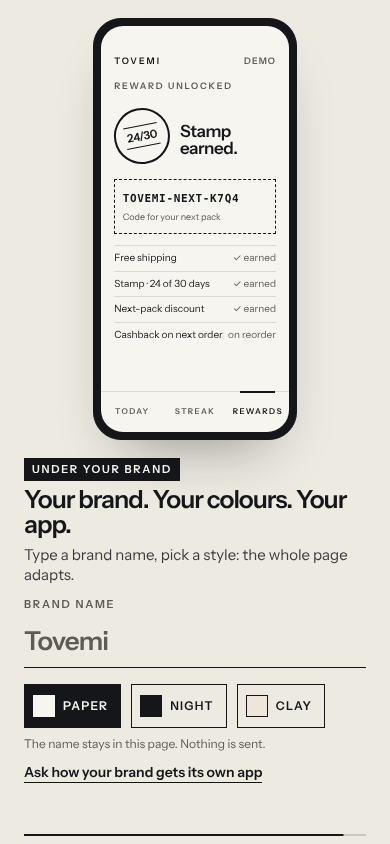 TOVEMI DEMO
REWARD UNLOCKED
24/30
Stamp
earned.
TOVEMI-NEXT-K7Q4
Code for your next pack
Free shipping ✓ earned
Stamp · 24 of 30 days ✓ earned
Next-pack discount ✓ earned
Cashback on next order on reorder
TODAY STREAK REWARDS
UNDER YOUR BRAND
Your brand. Your colours. Your
app.
Type a brand name, pick a style: the whole page
adapts.
BRAND NAME
Tovemi
PAPER NIGHT CLAY
The name stays in this page. Nothing is sent.
Ask how your brand gets its own app